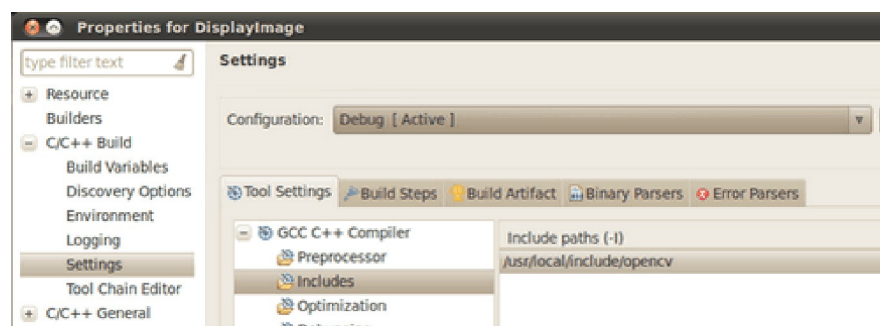 Properties for DisplayImage
type filter text
Settings
Resource
Builders
C/C++ Build
Build Variables
Discovery Options
Environment
Logging
Settings
Tool Chain Editor
C/C++ General
Configuration:
Debug [ Active ]
Tool Settings
Build Steps
Build Artifact
Binary Parsers
Error Parsers
GCC C++ Compiler
Preprocessor
Includes
Optimization
Include paths (-I)
/usr/local/include/opencv